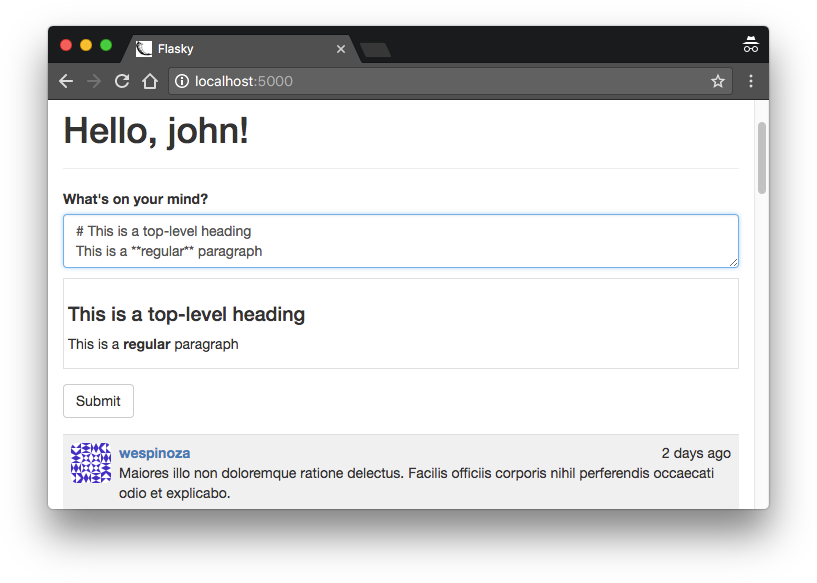 Flasky
localhost:5000
Hello, john!
What's on your mind?
# This is a top-level heading
This is a **regular** paragraph
This is a top-level heading
This is a regular paragraph
Submit
wespinoza 2 days ago
Maiores illo non doloremque ratione delectus. Facilis officiis corporis nihil perferendis occaecati
odio et explicabo.